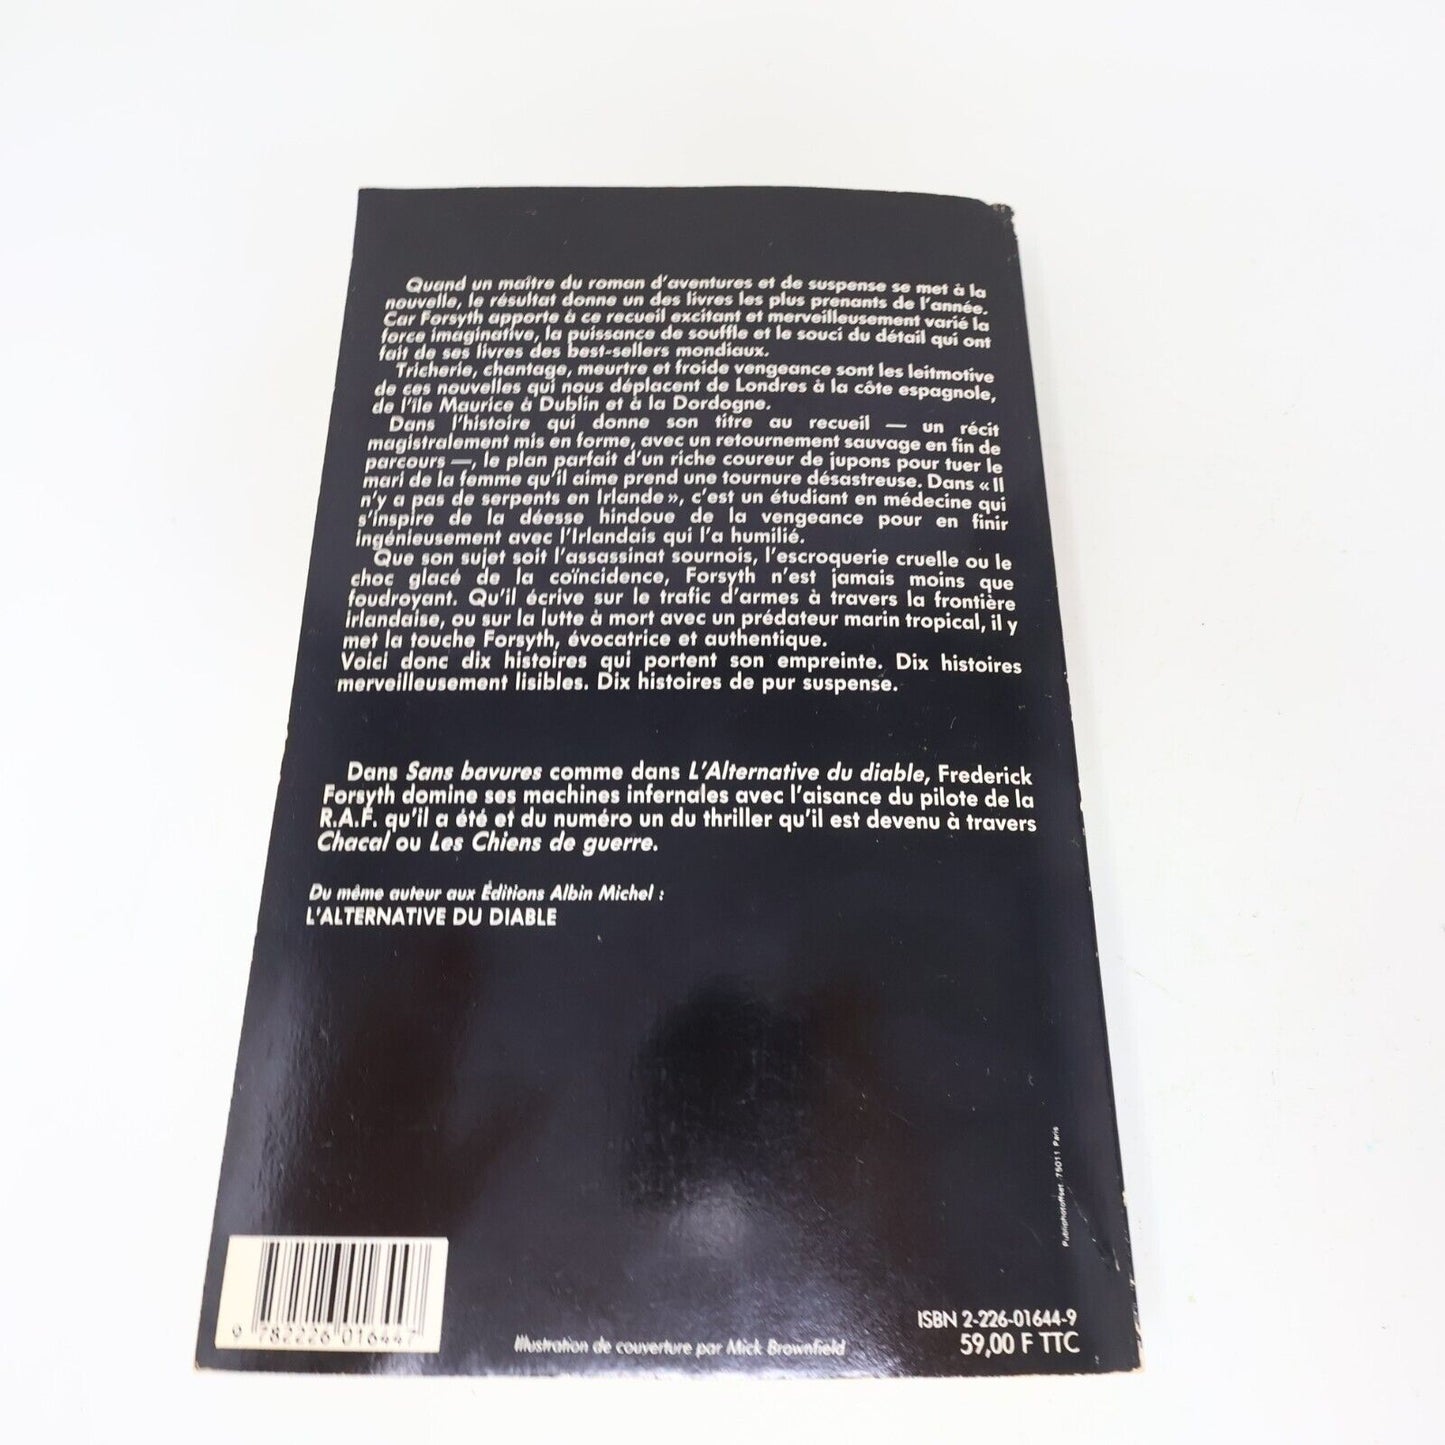 Quand un maître du roman d'aventures et de suspense se met à la
nouvelle, le résultat donne un des livres les plus prenants de l'année.
Car Forsyth apporte à ce recueil excitant et merveilleusement varié la
force imaginative, la puissance de souffle et le souci du détail qui ont
fait de ses livres des best-sellers mondiaux.
Tricherie, chantage, meurtre et froide vengeance sont les leitmotive
de ces nouvelles qui nous déplacent de Londres à la côte espagnole,
de l'île Maurice à Dublin et à la Dordogne.
Dans l'histoire qui donne son titre au recueil — un récit
magistralement mis en forme, avec un retournement sauvage en fin de
parcours —, le plan parfait d'un riche coureur de jupons pour tuer le
mari de la femme qu'il aime prend une tournure désastreuse. Dans « Il
n'y a pas de serpents en Irlande », c'est un étudiant en médecine qui
s'inspire de la déesse hindoue de la vengeance pour en finir
ingénieusement avec l'Irlandais qui l'a humilié.
Que son sujet soit l'assassinat sournois, l'escroquerie cruelle ou le
choc glacé de la coïncidence, Forsyth n'est jamais moins que
foudroyant. Qu'il écrive sur le trafic d'armes à travers la frontière
irlandaise, ou sur la lutte à mort avec un prédateur marin tropical, il y
met la touche Forsyth, évocatrice et authentique.
Voici donc dix histoires qui portent son empreinte. Dix histoires
merveilleusement lisibles. Dix histoires de pur suspense.
Dans Sans bavures comme dans L'Alternative du diable, Frederick
Forsyth domine ses machines infernales avec l'aisance du pilote de la
R.A.F. qu'il a été et du numéro un du thriller qu'il est devenu à travers
Chacal ou Les Chiens de guerre.
Du même auteur aux Éditions Albin Michel :
L'ALTERNATIVE DU DIABLE
Publiphotoffset. 75011 Paris
9 782226 016447
Illustration de couverture par Mick Brownfield
ISBN 2-226-01644-9
59,00 F TTC